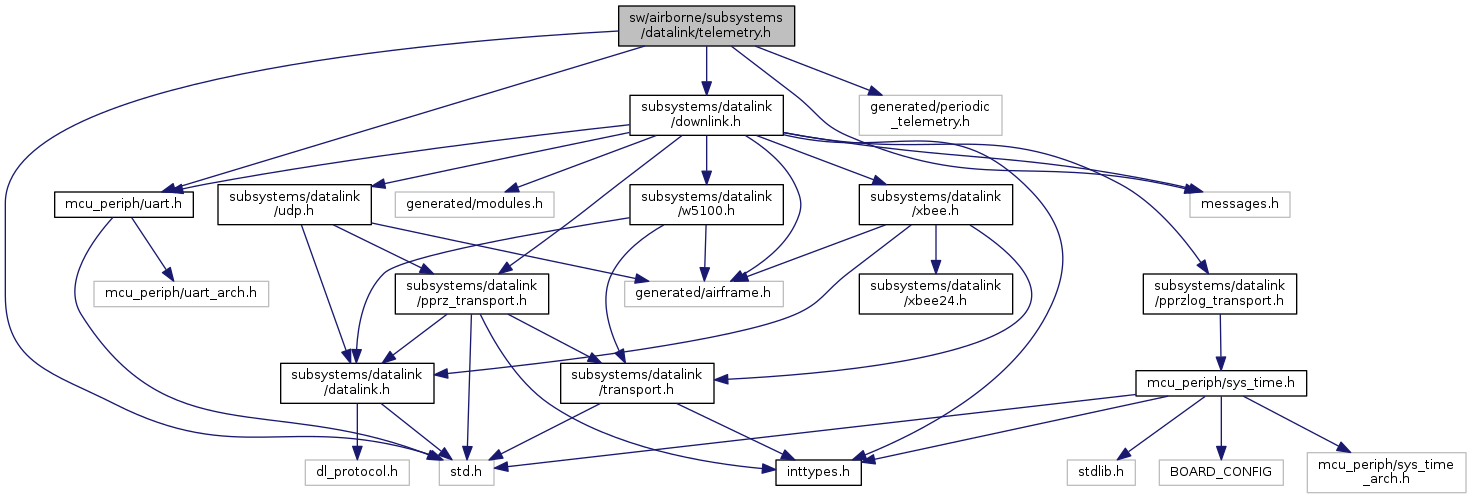 sw/airborne/subsystems
/datalink/telemetry.h
subsystems/datalink
/downlink.h
generated/periodic
_telemetry.h
mcu_periph/uart.h
subsystems/datalink
/udp.h
generated/modules.h
subsystems/datalink
/w5100.h
subsystems/datalink
/xbee.h
messages.h
mcu_periph/uart_arch.h
subsystems/datalink
/pprz_transport.h
generated/airframe.h
subsystems/datalink
/xbee24.h
subsystems/datalink
/pprzlog_transport.h
subsystems/datalink
/datalink.h
subsystems/datalink
/transport.h
mcu_periph/sys_time.h
dl_protocol.h
std.h
inttypes.h
stdlib.h
BOARD_CONFIG
mcu_periph/sys_time
_arch.h